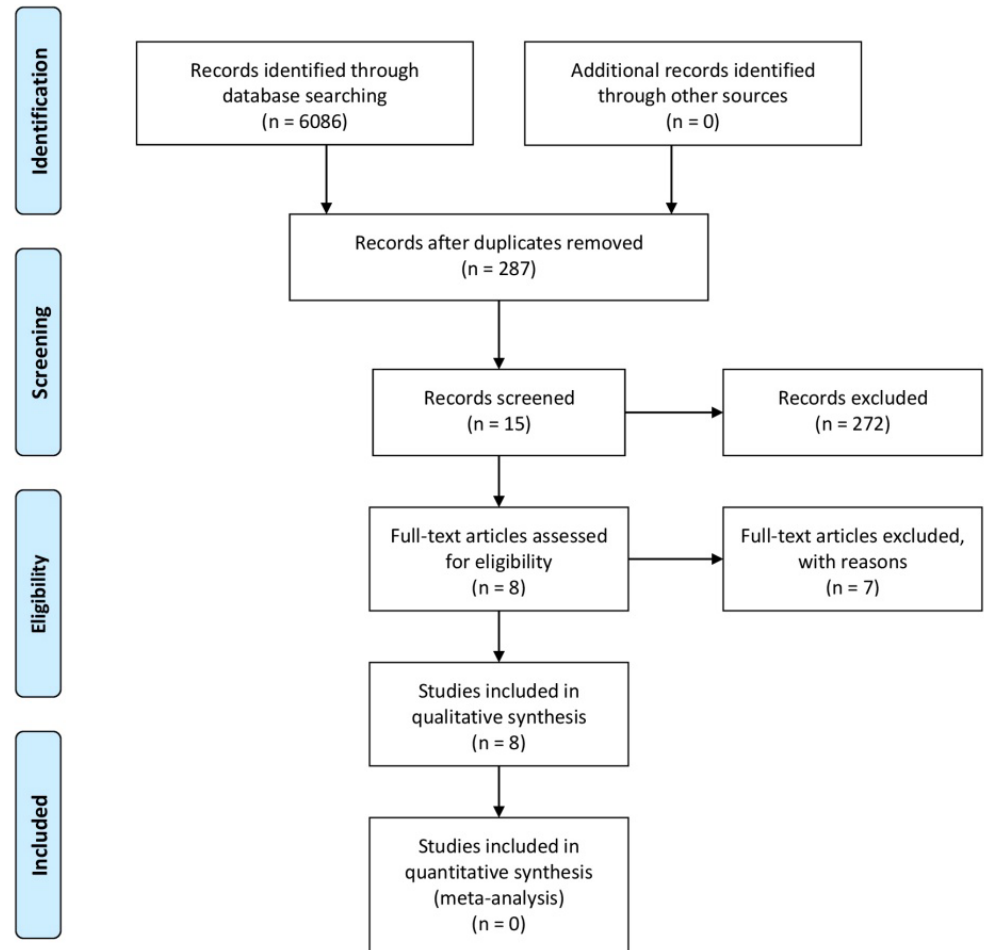 Identification
Records identified through
database searching
(n = 6086)
Additional records identified
through other sources
(n = 0)
Records after duplicates removed
(n = 287)
Screening
Records screened
(n = 15)
Records excluded
(n = 272)
Eligibility
Full-text articles assessed
for eligibility
(n = 8)
Full-text articles excluded,
with reasons
(n = 7)
Studies included in
qualitative synthesis
(n = 8)
Included
Studies included in
quantitative synthesis
(meta-analysis)
(n = 0)